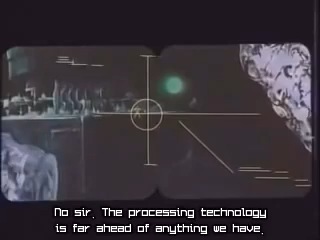 No sir. The processing technology
is far ahead of anything we have.